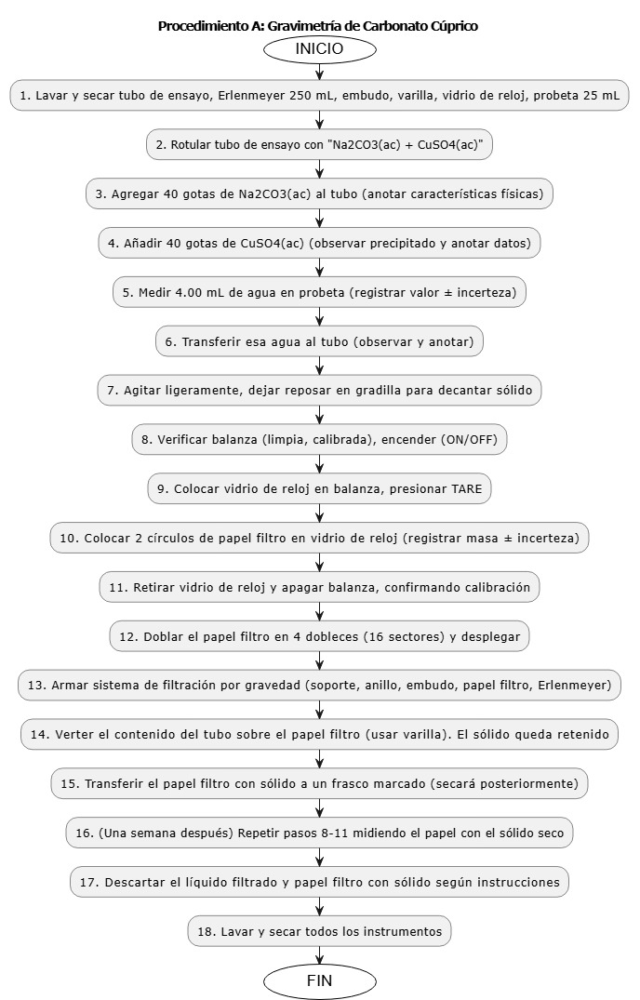 Procedimiento A: Gravimetría de Carbonato Cúprico
INICIO
1. Lavar y secar tubo de ensayo, Erlenmeyer 250 mL, embudo, varilla, vidrio de reloj, probeta 25 mL
2. Rotular tubo de ensayo con "Na2CO3(ac) + CuSO4(ac)"
3. Agregar 40 gotas de Na2CO3(ac) al tubo (anotar características físicas)
4. Añadir 40 gotas de CuSO4(ac) (observar precipitado y anotar datos)
5. Medir 4.00 mL de agua en probeta (registrar valor ± incerteza)
6. Transferir esa agua al tubo (observar y anotar)
7. Agitar ligeramente, dejar reposar en gradilla para decantar sólido
8. Verificar balanza (limpia, calibrada), encender (ON/OFF)
9. Colocar vidrio de reloj en balanza, presionar TARE
10. Colocar 2 círculos de papel filtro en vidrio de reloj (registrar masa ± incerteza)
11. Retirar vidrio de reloj y apagar balanza, confirmando calibración
12. Doblar el papel filtro en 4 dobleces (16 sectores) y desplegar
13. Armar sistema de filtración por gravedad (soporte, anillo, embudo, papel filtro, Erlenmeyer)
14. Verter el contenido del tubo sobre el papel filtro (usar varilla). El sólido queda retenido
15. Transferir el papel filtro con sólido a un frasco marcado (secará posteriormente)
16. (Una semana después) Repetir pasos 8-11 midiendo el papel con el sólido seco
17. Descartar el líquido filtrado y papel filtro con sólido según instrucciones
18. Lavar y secar todos los instrumentos
FIN